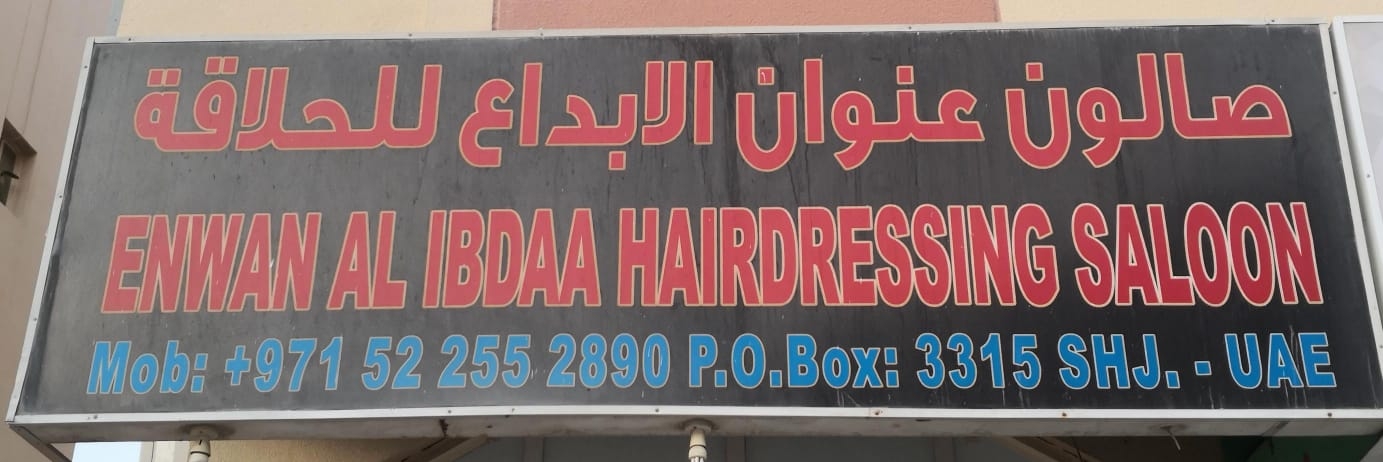 صالون عنوان الابداع للحلاقة
ENWAN AL IBDAA HAIRDRESSING SALOON
Mob: +971 52 255 2890 P.O.Box: 3315 SHJ. - UAE